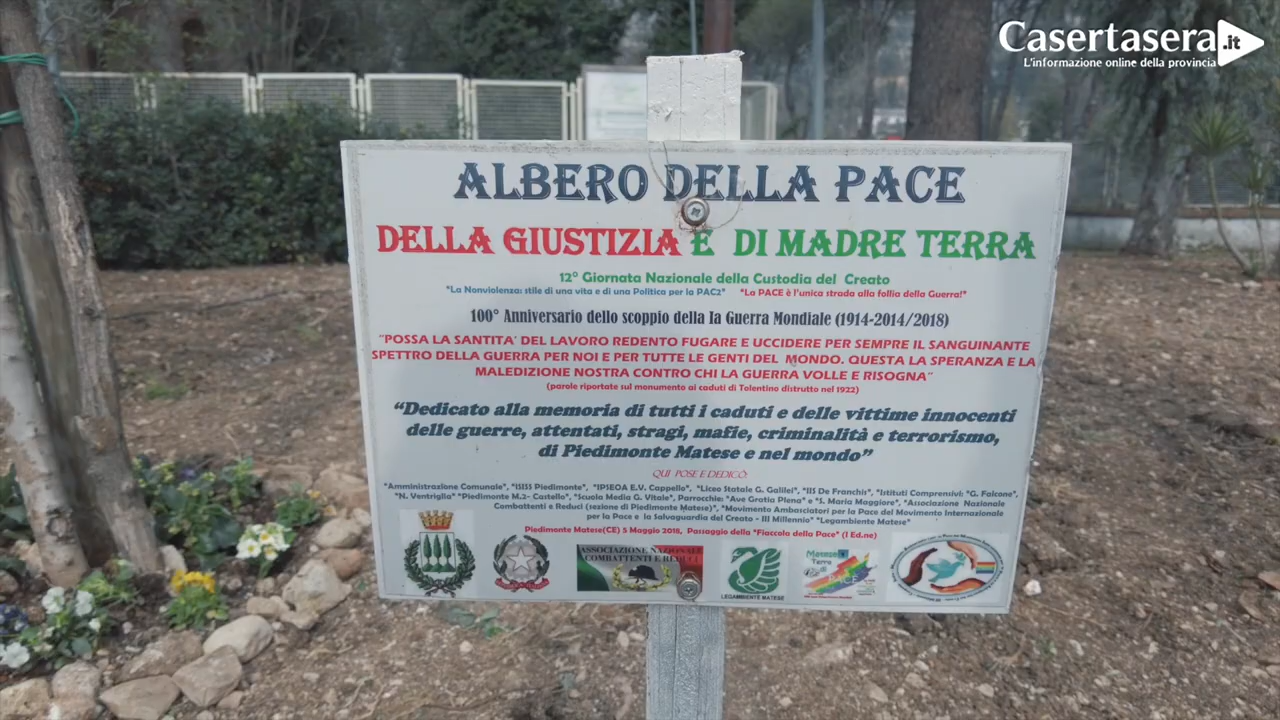 Casertasera.it
L'informazione online della provincia
ALBERO DELLA PACE
DELLA GIUSTIZIA E DI MADRE TERRA
12° Giornata Nazionale della Custodia del Creato
"La Nonviolenza: stile di una vita e di una Politica per la PAC2" "La PACE è l'unica strada alla follia della Guerra!"
100° Anniversario dello scoppio della Ia Guerra Mondiale (1914-2014/2018)
"POSSA LA SANTITA' DEL LAVORO REDENTO FUGARE E UCCIDERE PER SEMPRE IL SANGUINANTE
SPETTRO DELLA GUERRA PER NOI E PER TUTTE LE GENTI DEL MONDO. QUESTA LA SPERANZA E LA
MALEDIZIONE NOSTRA CONTRO CHI LA GUERRA VOLLE E RISOGNA"
(parole riportate sul monumento ai caduti di Tolentino distrutto nel 1922)
"Dedicato alla memoria di tutti i caduti e delle vittime innocenti
delle guerre, attentati, stragi, mafie, criminalità e terrorismo,
di Piedimonte Matese e nel mondo"
QUI POSE E DEDICÒ:
"Amministrazione Comunale", "ISISS Piedimonte", "IPSEOA E.V. Cappello", "Liceo Statale G. Galilei", "IIS De Franchis", "Istituti Comprensivi: "G. Falcone",
"N. Ventriglia" "Piedimonte M.2- Castello", "Scuola Media G. Vitale", Parrocchie: "Ave Gratia Plena" e "S. Maria Maggiore", "Associazione Nazionale
Combattenti e Reduci (sezione di Piedimonte Matese)", "Movimento Ambasciatori per la Pace del Movimento Internazionale
per la Pace e la Salvaguardia del Creato - III Millennio" "Legambiente Matese"
Piedimonte Matese(CE) 5 Maggio 2018, Passaggio della "Fiaccola della Pace" (I Ed.ne)
ASSOCIAZIONE NAZIONALE
COMBATTENTI E REDUCI
LEGAMBIENTE MATESE
Matese
Terra
di
PACE